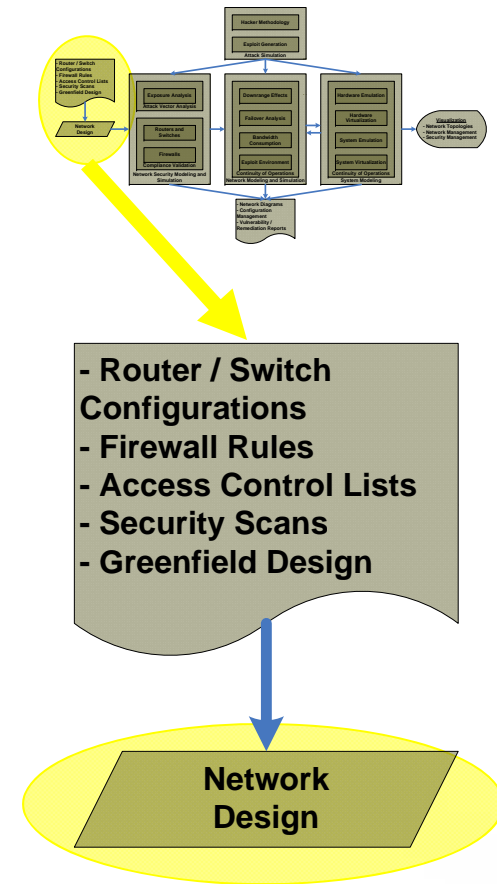 Hacker Methodology
Exploit Generation
Attack Simulation
- Router / Switch
Configurations
- Firewall Rules
- Access Control Lists
- Security Scans
- Greenfield Design
Network
Design
Exposure Analysis
Attack Vector Analysis
Routers and
Switches
Firewalls
Compliance Validation
Network Security Modeling and
Simulation
Downrange Effects
Failover Analysis
Bandwidth
Consumption
Exploit Environment
Continuity of Operations
Network Modeling and Simulation
Hardware Emulation
Hardware
Virtualization
System Emulation
System Virtualization
Continuity of Operations
System Modeling
Visualization
- Network Topologies
- Network Management
- Security Management
- Network Diagrams
- Configuration
Management
- Vulnerability /
Remediation Reports
- Router / Switch
Configurations
- Firewall Rules
- Access Control Lists
- Security Scans
- Greenfield Design
Network
Design